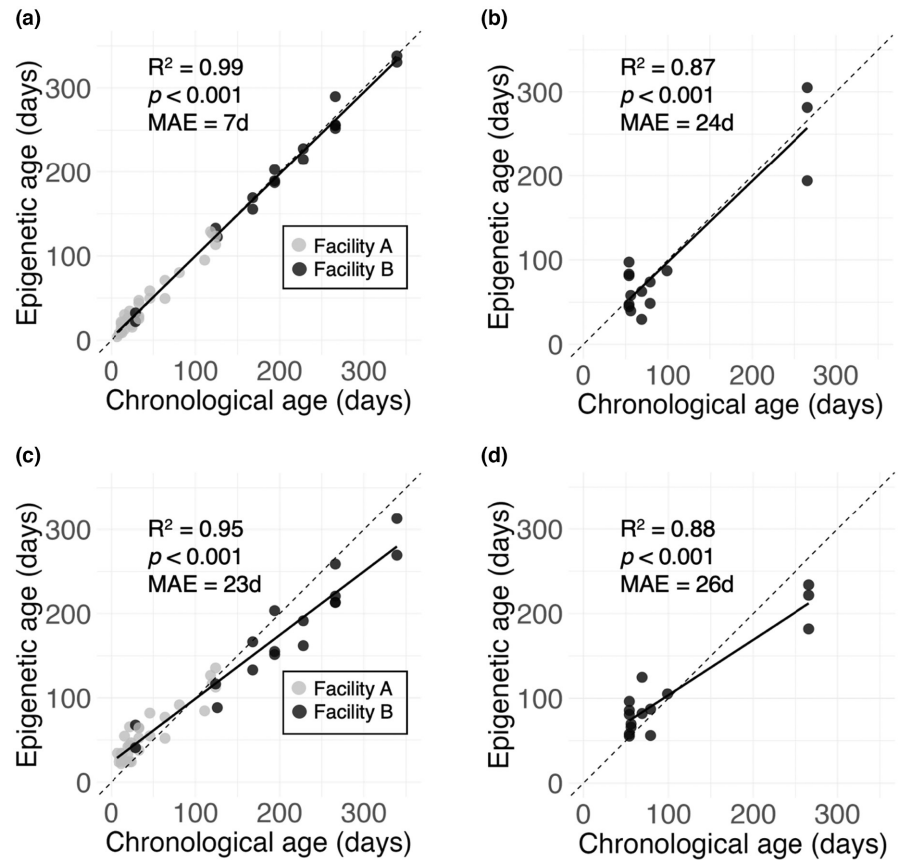 (a)
R² = 0.99
p < 0.001
MAE = 7d
Facility A
Facility B
Epigenetic age (days)
300
200
100
0
0 100 200 300
Chronological age (days)
(b)
R² = 0.87
p < 0.001
MAE = 24d
Epigenetic age (days)
300
200
100
0
0 100 200 300
Chronological age (days)
(c)
R² = 0.95
p < 0.001
MAE = 23d
Facility A
Facility B
Epigenetic age (days)
300
200
100
0
0 100 200 300
Chronological age (days)
(d)
R² = 0.88
p < 0.001
MAE = 26d
Epigenetic age (days)
300
200
100
0
0 100 200 300
Chronological age (days)